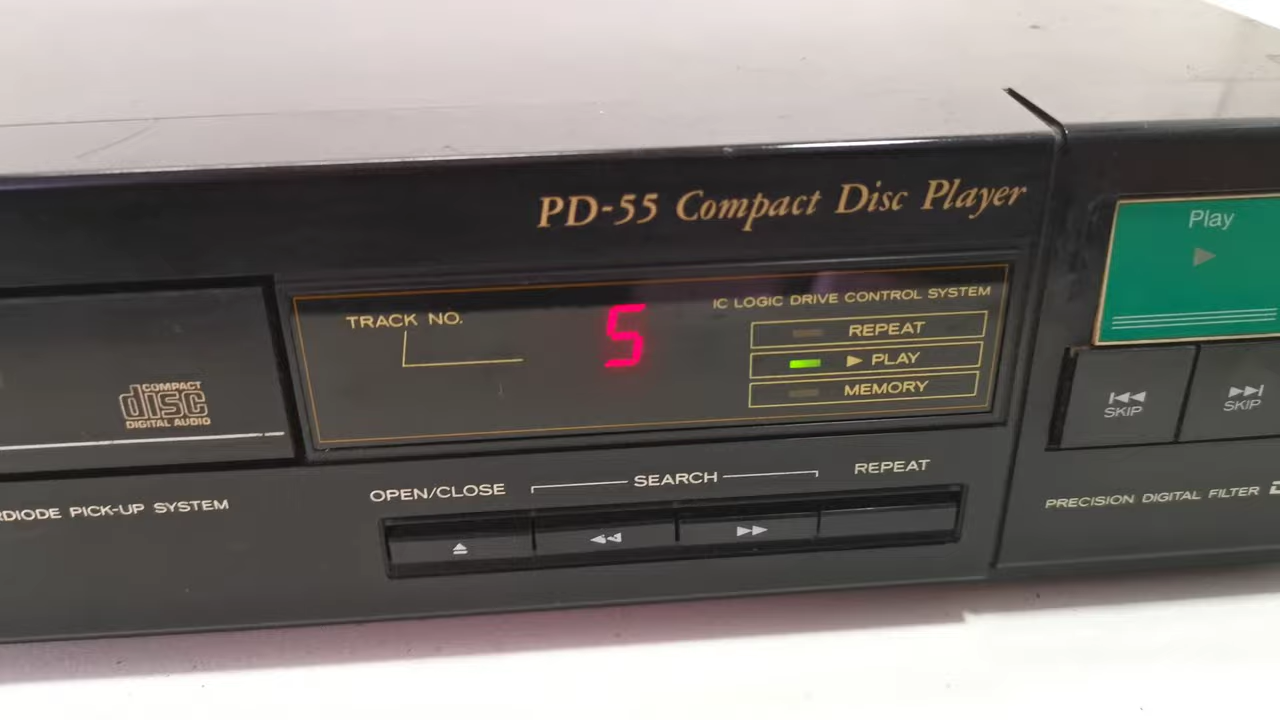 PD-55 Compact Disc Player
Play
TRACK NO.
5
IC LOGIC DRIVE CONTROL SYSTEM
REPEAT
PLAY
MEMORY
COMPACT
disc
DIGITAL AUDIO
SKIP
SKIP
OPEN/CLOSE
SEARCH
REPEAT
PICK-UP SYSTEM
PRECISION DIGITAL FILTER